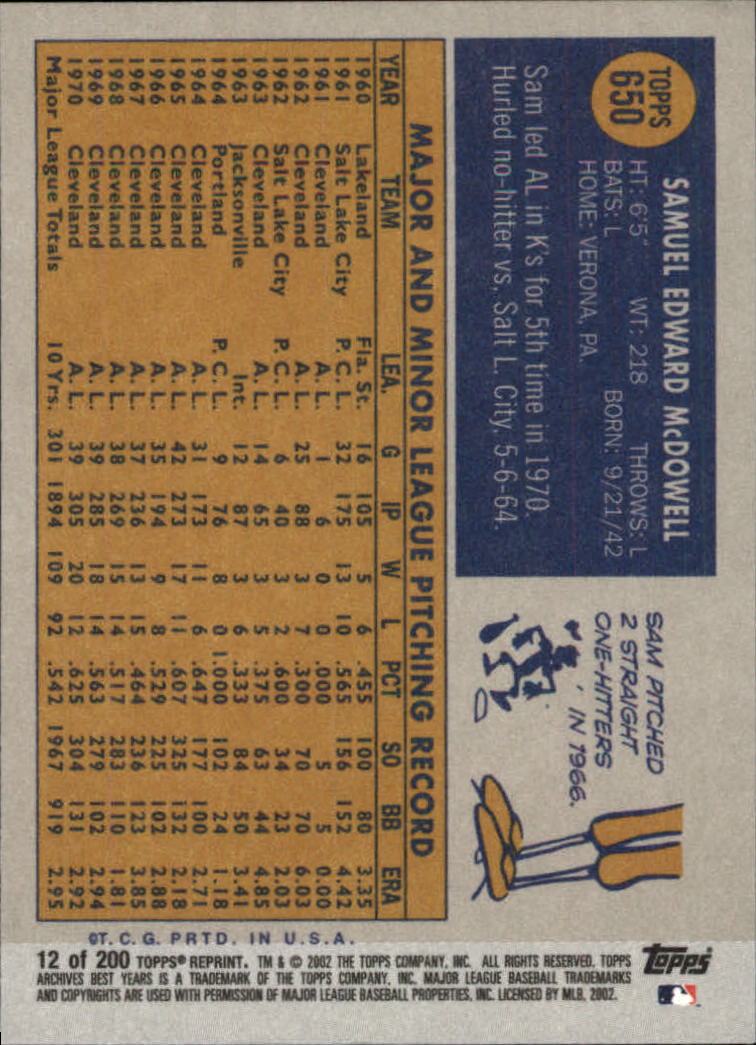 TOPPS
650
SAMUEL EDWARD McDOWELL
HT: 6'5" WT: 218 THROWS: L
BATS: L BORN: 9/21/42
HOME: VERONA, PA.
Sam led AL in K's for 5th time in 1970.
Hurled no-hitter vs. Salt L. City. 5-6-64.
SAM PITCHED
2 STRAIGHT
ONE-HITTERS
IN 1966.
MAJOR AND MINOR LEAGUE PITCHING RECORD
YEAR TEAM LEA. G IP W L PCT SO BB ERA
1960 Lakeland Fla. St. 16 105 5 6 .455 100 80 3.35
1961 Salt Lake City P. C. L. 32 175 13 10 .565 156 152 4.42
1961 Cleveland A. L. 1 6 0 0 .000 5 5 0.00
1962 Cleveland A. L. 25 88 3 7 .300 70 70 6.03
1962 Salt Lake City P. C. L. 6 40 3 2 .600 34 23 2.03
1963 Cleveland A. L. 14 65 3 5 .375 63 44 4.85
1963 Jacksonville Int. 12 87 3 6 .333 84 50 3.41
1964 Portland P. C. L. 9 76 8 0 1.000 102 24 1.18
1964 Cleveland A. L. 31 173 11 6 .647 177 100 2.71
1965 Cleveland A. L. 42 273 17 11 .607 325 132 2.18
1966 Cleveland A. L. 35 194 9 8 .529 225 102 2.88
1967 Cleveland A. L. 37 236 13 15 .464 236 123 3.85
1968 Cleveland A. L. 38 269 15 14 .517 283 110 1.81
1969 Cleveland A. L. 39 285 18 14 .563 279 102 2.94
1970 Cleveland A. L. 39 305 20 12 .625 304 131 2.92
Major League Totals 10 Yrs. 301 1894 109 92 .542 1967 919 2.95
©T. C. G. PRTD. IN U. S. A.
12 of 200 TOPPS® REPRINT. TM & © 2002 THE TOPPS COMPANY, INC. ALL RIGHTS RESERVED. TOPPS
ARCHIVES BEST YEARS IS A TRADEMARK OF THE TOPPS COMPANY, INC. MAJOR LEAGUE BASEBALL TRADEMARKS
AND COPYRIGHTS ARE USED WITH PERMISSION OF MAJOR LEAGUE BASEBALL PROPERTIES, INC. LICENSED BY MLB, 2002.
topps